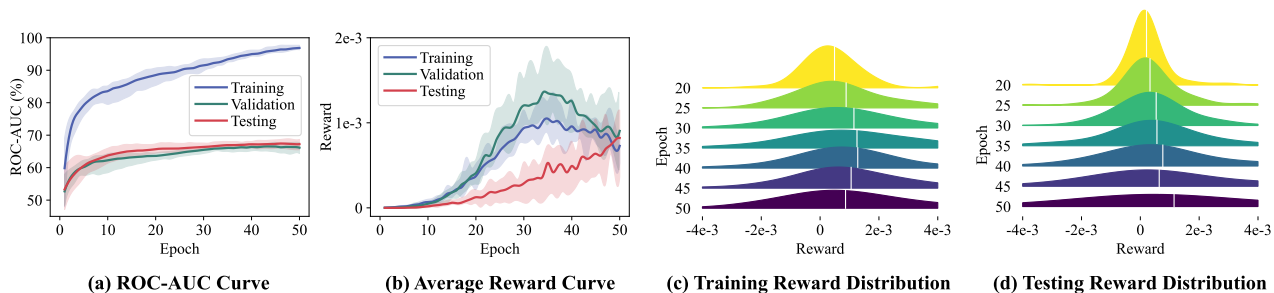 100
90
80
70
60
50
ROC-AUC (%)
Training
Validation
Testing
0
10
20
30
40
50
Epoch
(a) ROC-AUC Curve
2e-3
1e-3
0
Reward
Training
Validation
Testing
0
10
20
30
40
50
Epoch
(b) Average Reward Curve
20
25
30
35
40
45
50
Epoch
-4e-3
-2e-3
0
2e-3
4e-3
Reward
(c) Training Reward Distribution
20
25
30
35
40
45
50
Epoch
-4e-3
-2e-3
0
2e-3
4e-3
Reward
(d) Testing Reward Distribution